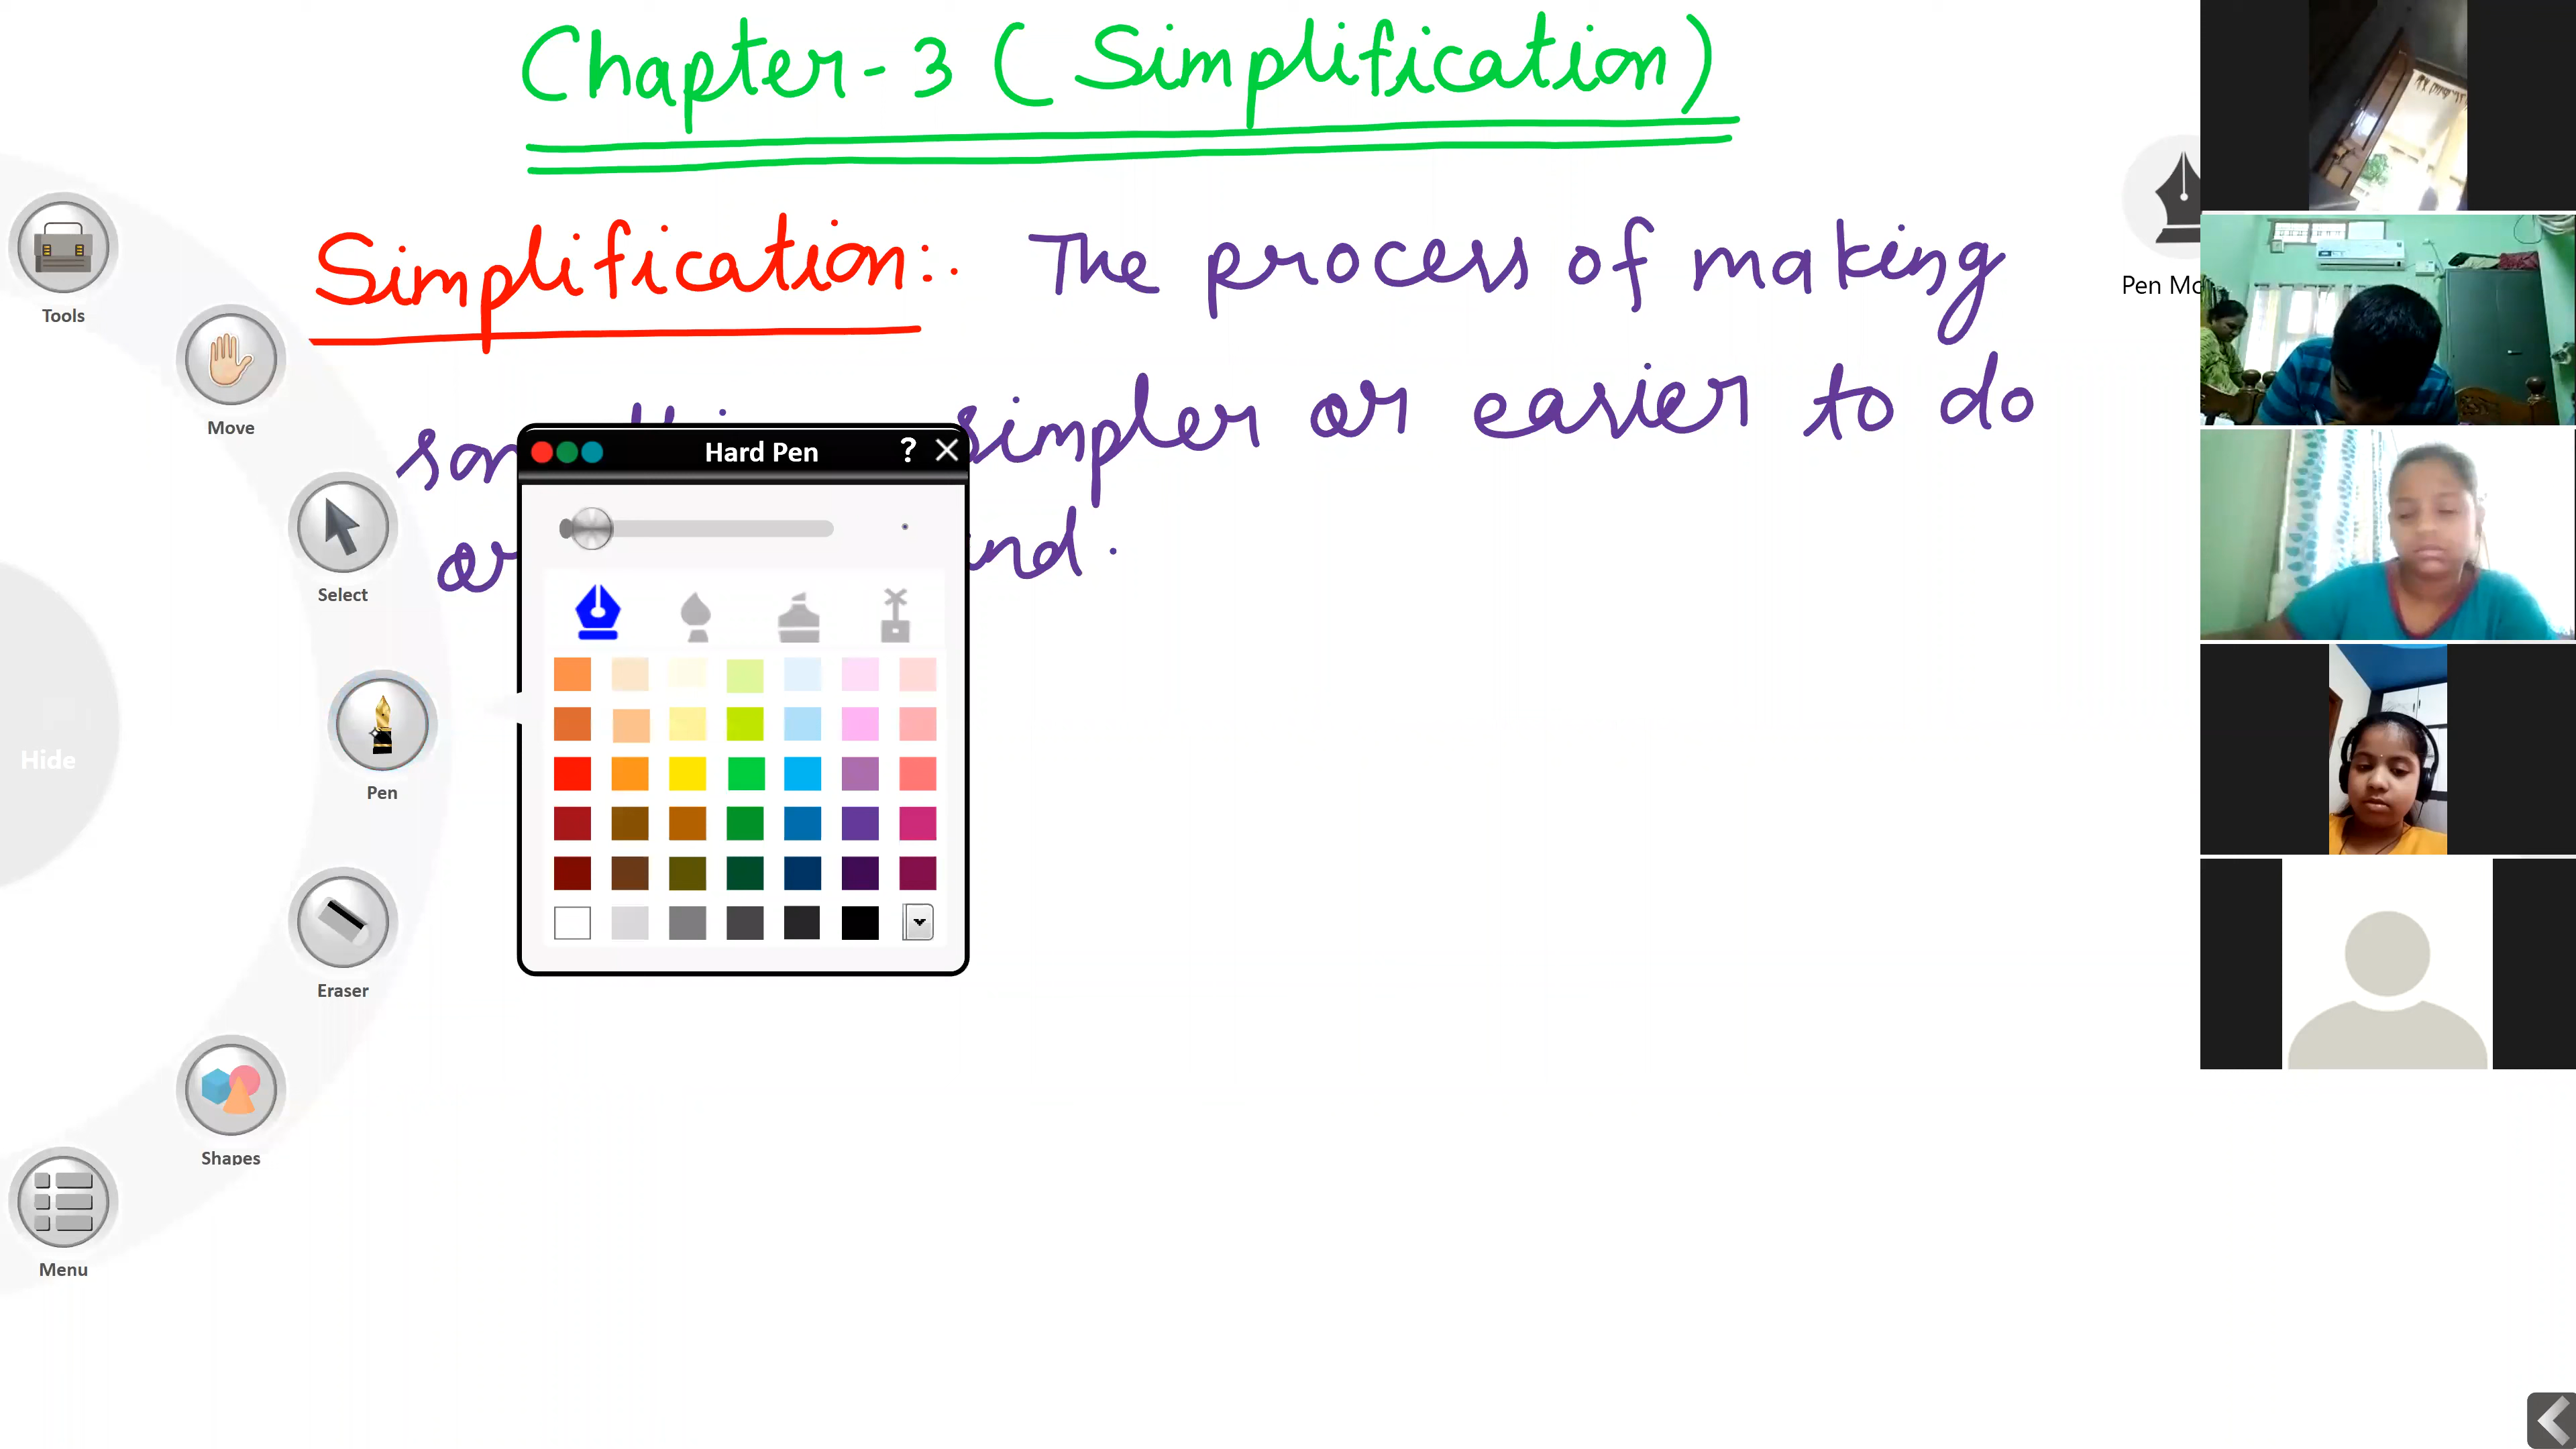 Chapter-3 (Simplification)
Simplification:. The process of making
simpler or easier to do
or
Tools
Move
Select
Pen
Eraser
Shapes
Menu
Hide
Hard Pen ? X